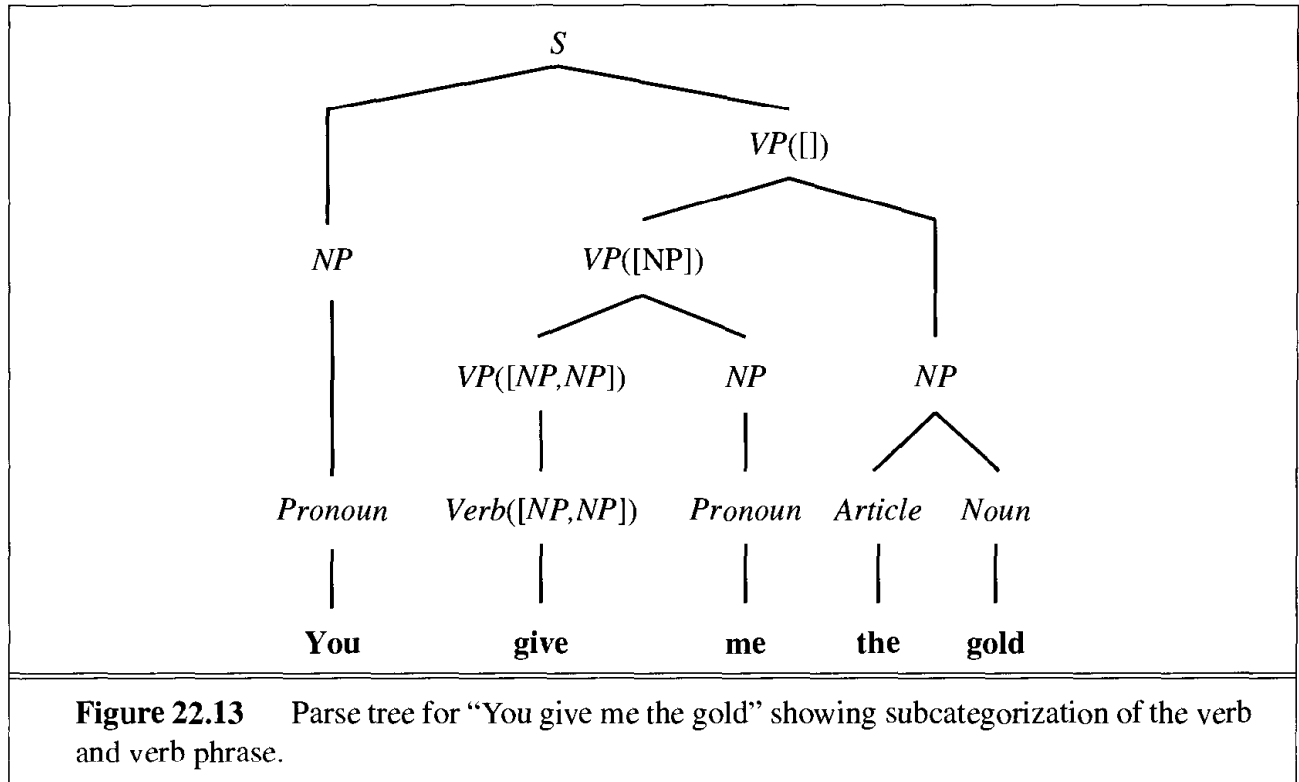 S
VP([])
NP VP([NP])
VP([NP,NP]) NP NP
Pronoun Verb([NP,NP]) Pronoun Article Noun
You give me the gold
Figure 22.13 Parse tree for “You give me the gold” showing subcategorization of the verb
and verb phrase.